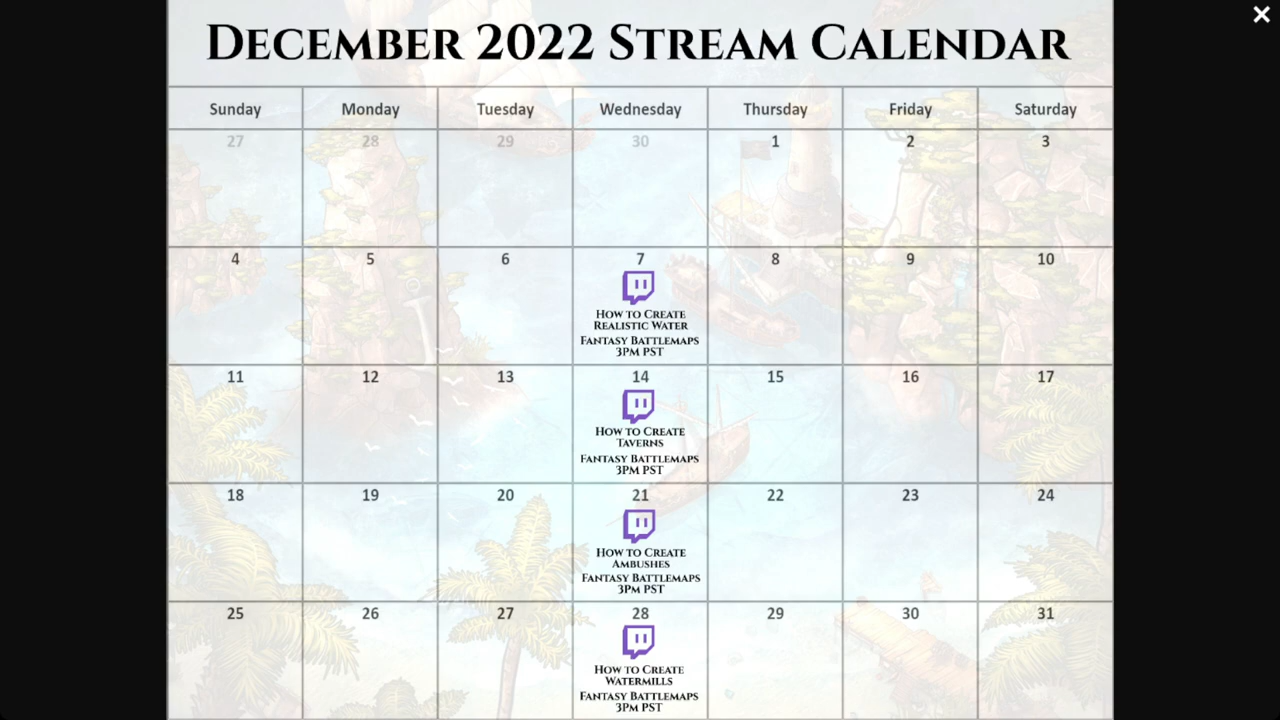 December 2022 Stream Calendar
Sunday Monday Tuesday Wednesday Thursday Friday Saturday
27 28 29 30 1 2 3
4 5 6 7 8 9 10
How to Create
Realistic Water
Fantasy Battlemaps
3PM PST
11 12 13 14 15 16 17
How to Create
Taverns
Fantasy Battlemaps
3PM PST
18 19 20 21 22 23 24
How to Create
Ambushes
Fantasy Battlemaps
3PM PST
25 26 27 28 29 30 31
How to Create
Watermills
Fantasy Battlemaps
3PM PST